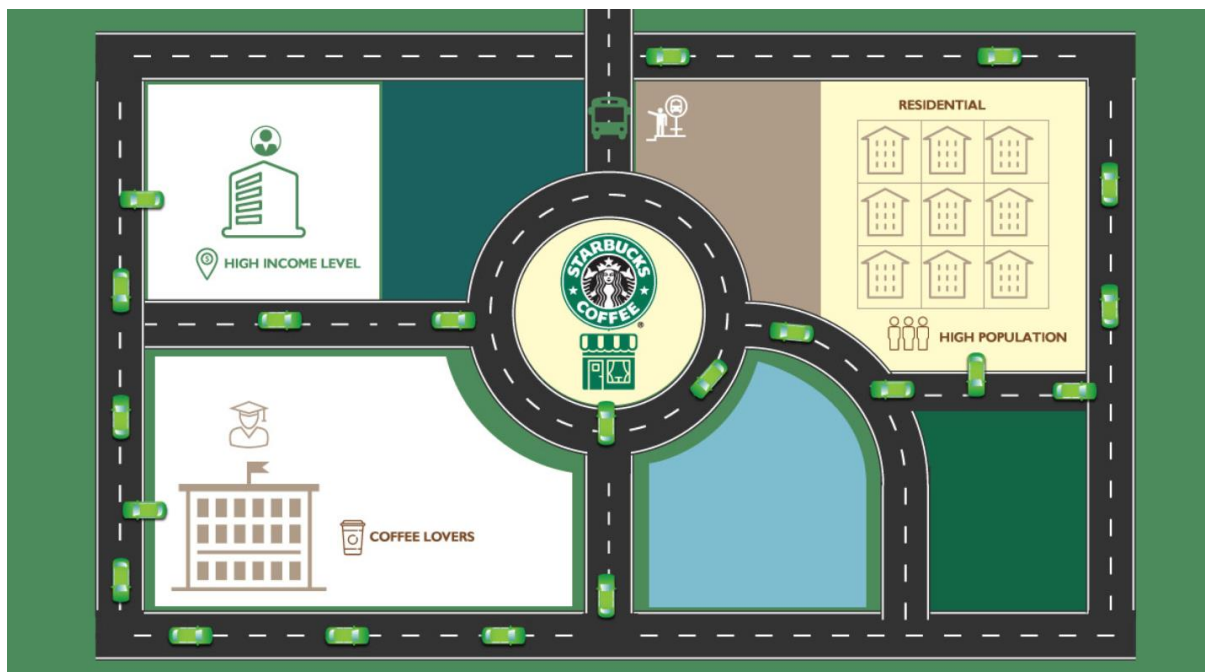 RESIDENTIAL
HIGH INCOME LEVEL
STARBUCKS
COFFEE
®
HIGH POPULATION
COFFEE LOVERS